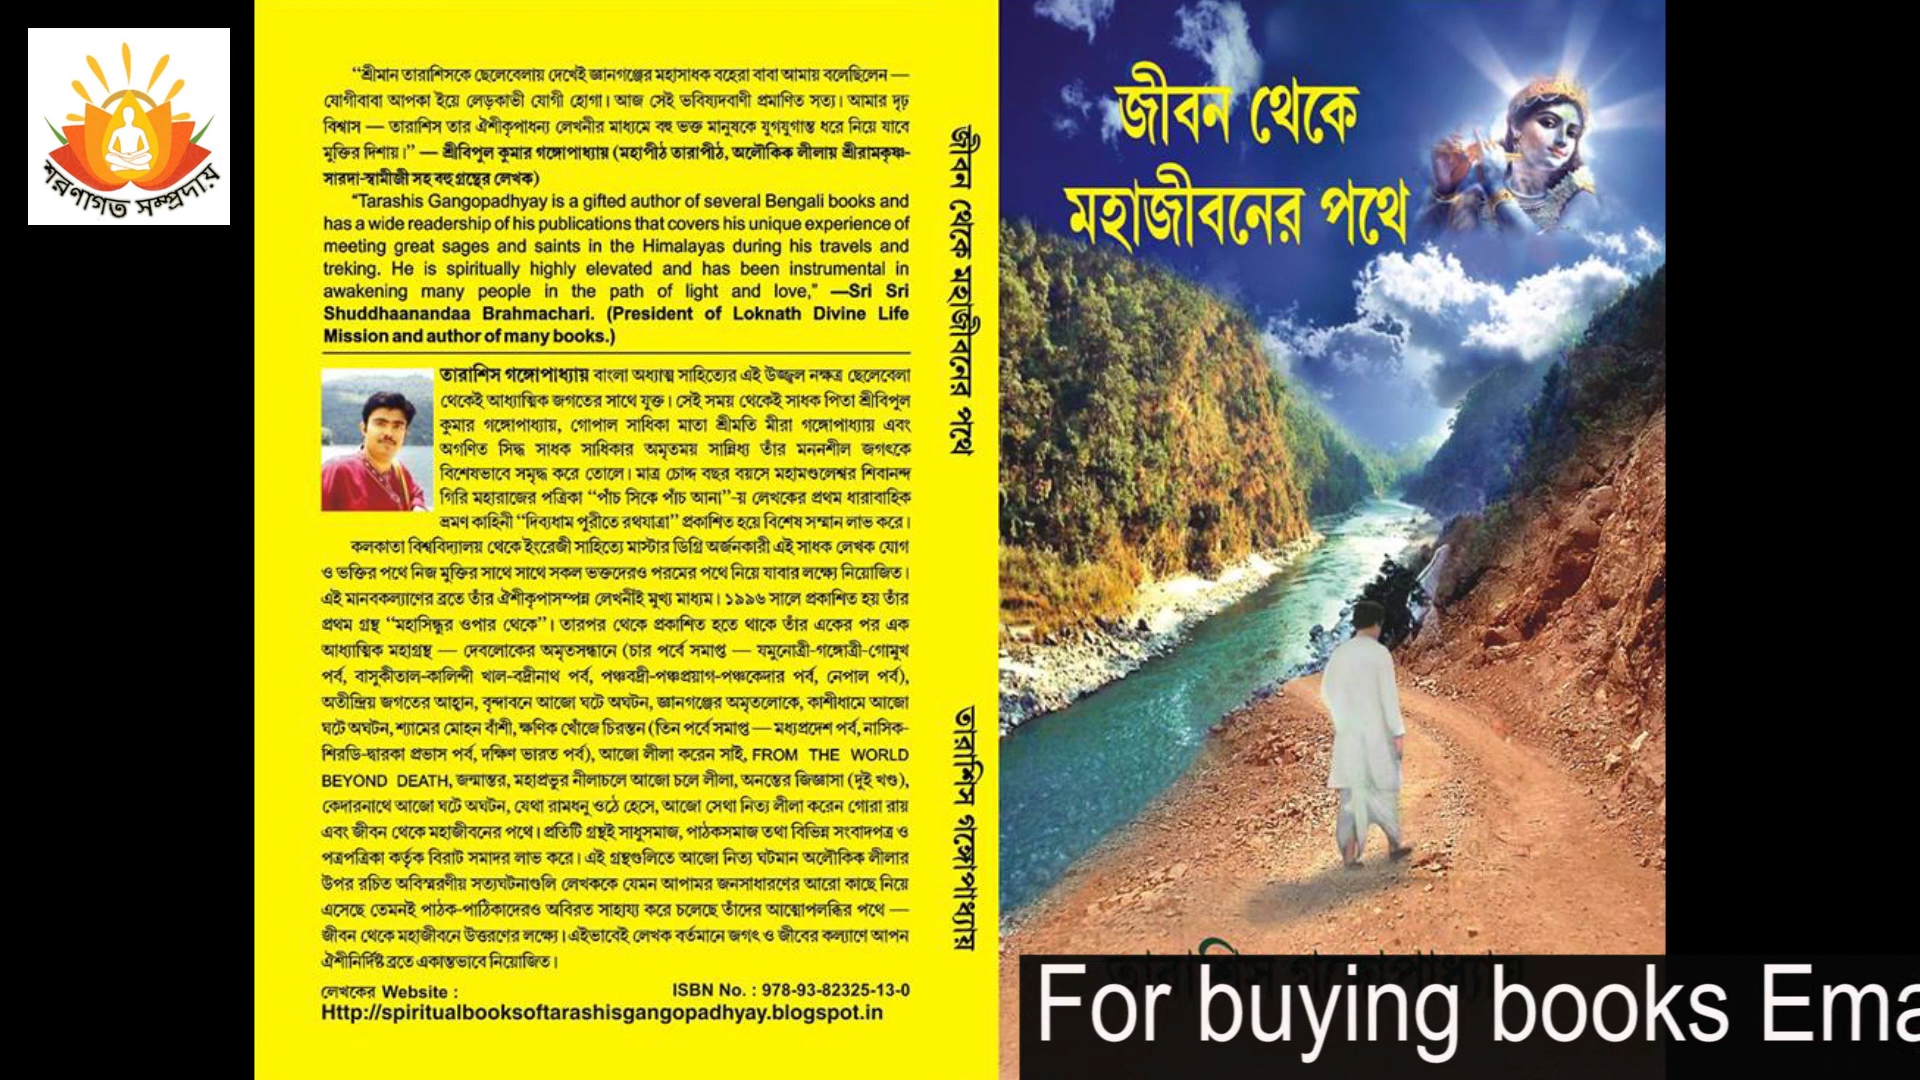 শরণাগত সম্প্রদায়
“শ্রীমান তারাশিসকে ছেলেবেলায় দেখেই জ্ঞানগঞ্জের মহাসাধক বহেরা বাবা আমায় বলেছিলেন —
যোগীবাবা আপকা ইয়ে লেড়কাভী যোগী হোগা। আজ সেই ভবিষ্যদবাণী প্রমাণিত সত্য। আমার দৃঢ়
বিশ্বাস — তারাশিস তার ঐশীকৃপাধন্য লেখনীর মাধ্যমে বহু ভক্ত মানুষকে যুগযুগান্ত ধরে নিয়ে যাবে
মুক্তির দিশায়।” — শ্রীবিপুল কুমার গঙ্গোপাধ্যায় (মহাপীঠ তারাপীঠ, অলৌকিক লীলায় শ্রীরামকৃষ্ণ-
সারদা-স্বামীজী সহ বহু গ্রন্থের লেখক)
“Tarashis Gangopadhyay is a gifted author of several Bengali books and
has a wide readership of his publications that covers his unique experience of
meeting great sages and saints in the Himalayas during his travels and
treking. He is spiritually highly elevated and has been instrumental in
awakening many people in the path of light and love,” —Sri Sri
Shuddhaanandaa Brahmachari. (President of Loknath Divine Life
Mission and author of many books.)
তারাশিস গঙ্গোপাধ্যায় বাংলা অধ্যাত্ম সাহিত্যের এই উজ্জ্বল নক্ষত্র ছেলেবেলা
থেকেই আধ্যাত্মিক জগতের সাথে যুক্ত। সেই সময় থেকেই সাধক পিতা শ্রীবিপুল
কুমার গঙ্গোপাধ্যায়, গোপাল সাধিকা মাতা শ্রীমতি মীরা গঙ্গোপাধ্যায় এবং
অগণিত সিদ্ধ সাধক সাধিকার অমৃতময় সান্নিধ্য তাঁর মননশীল জগৎকে
বিশেষভাবে সমৃদ্ধ করে তোলে। মাত্র চোদ্দ বছর বয়সে মহামণ্ডলেশ্বর শিবানন্দ
গিরি মহারাজের পত্রিকা “পাঁচ সিকে পাঁচ আনা”-য় লেখকের প্রথম ধারাবাহিক
ভ্রমণ কাহিনী “দিব্যধাম পুরীতে রথযাত্রা” প্রকাশিত হয়ে বিশেষ সম্মান লাভ করে।
কলকাতা বিশ্ববিদ্যালয় থেকে ইংরেজী সাহিত্যে মাস্টার ডিগ্রি অর্জনকারী এই সাধক লেখক যোগ
ও ভক্তির পথে নিজ মুক্তির সাথে সাথে সকল ভক্তদেরও পরমের পথে নিয়ে যাবার লক্ষ্যে নিয়োজিত।
এই মানবকল্যাণের ব্রতে তাঁর ঐশীকৃপাসম্পন্ন লেখনীই মুখ্য মাধ্যম। ১৯৯৬ সালে প্রকাশিত হয় তাঁর
প্রথম গ্রন্থ “মহাসিন্ধুর ওপার থেকে”। তারপর থেকে প্রকাশিত হতে থাকে তাঁর একের পর এক
আধ্যাত্মিক মহাগ্রন্থ — দেবলোকের অমৃতসন্ধানে (চার পর্বে সমাপ্ত — যমুনোত্রী-গঙ্গোত্রী-গোমুখ
পর্ব, বাসুকীতাল-কালিন্দী খাল-বদ্রীনাথ পর্ব, পঞ্চবদ্রী-পঞ্চপ্রয়াগ-পঞ্চকেদার পর্ব, নেপাল পর্ব),
অতীন্দ্রিয় জগতের আহ্বান, বৃন্দাবনে আজো ঘটে অঘটন, জ্ঞানগঞ্জের অমৃতলোকে, কাশীধামে আজো
ঘটে অঘটন, শ্যামের মোহন বাঁশী, ক্ষণিক খোঁজে চিরন্তন (তিন পর্বে সমাপ্ত — মধ্যপ্রদেশ পর্ব, নাসিক-
শিরডি-দ্বারকা প্রভাস পর্ব, দক্ষিণ ভারত পর্ব), আজো লীলা করেন সাই, FROM THE WORLD
BEYOND DEATH, জন্মান্তর, মহাপ্রভুর নীলাচলে আজো চলে লীলা, অনন্তের জিজ্ঞাসা (দুই খণ্ড),
কেদারনাথে আজো ঘটে অঘটন, যেথা রামধনু ওঠে হেসে, আজো সেথা নিত্য লীলা করেন গোরা রায়
এবং জীবন থেকে মহাজীবনের পথে। প্রতিটি গ্রন্থই সাধুসমাজ, পাঠকসমাজ তথা বিভিন্ন সংবাদপত্র ও
পত্রপত্রিকা কর্তৃক বিরাট সমাদর লাভ করে। এই গ্রন্থগুলিতে আজো নিত্য ঘটমান অলৌকিক লীলার
উপর রচিত অবিস্মরণীয় সত্যঘটনাগুলি লেখককে যেমন আপামর জনসাধারণের আরো কাছে নিয়ে
এসেছে তেমনই পাঠক-পাঠিকাদেরও অবিরত সাহায্য করে চলেছে তাঁদের আত্মোপলব্ধির পথে —
জীবন থেকে মহাজীবনে উত্তরণের লক্ষ্যে। এইভাবেই লেখক বর্তমানে জগৎ ও জীবের কল্যাণে আপন
ঐশীনির্দিষ্ট ব্রতে একান্তভাবে নিয়োজিত।
লেখকের Website : ISBN No. : 978-93-82325-13-0
Http://spiritualbooksoftarashisgangopadhyay.blogspot.in
জীবন থেকে মহাজীবনের পথে
তারাশিস গঙ্গোপাধ্যায়
জীবন থেকে
মহাজীবনের পথে
তারাশিস গঙ্গোপাধ্যায়
For buying books Ema